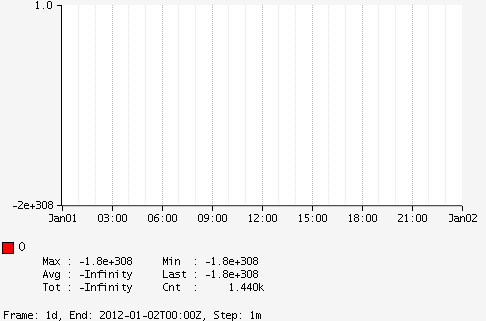 1.0
-2e+308
Jan01 03:00 06:00 09:00 12:00 15:00 18:00 21:00 Jan02
0
Max : -1.8e+308 Min : -1.8e+308
Avg : -Infinity Last : -1.8e+308
Tot : -Infinity Cnt : 1.440k
Frame: 1d, End: 2012-01-02T00:00Z, Step: 1m